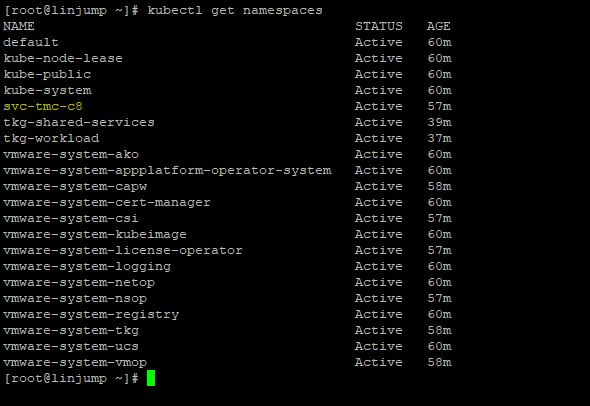 [root@linjump ~]# kubectl get namespaces
NAME STATUS AGE
default Active 60m
kube-node-lease Active 60m
kube-public Active 60m
kube-system Active 60m
svc-tmc-c8 Active 57m
tkg-shared-services Active 39m
tkg-workload Active 37m
vmware-system-ako Active 60m
vmware-system-appplatform-operator-system Active 60m
vmware-system-capw Active 58m
vmware-system-cert-manager Active 60m
vmware-system-csi Active 57m
vmware-system-kubeimage Active 60m
vmware-system-license-operator Active 57m
vmware-system-logging Active 60m
vmware-system-netop Active 60m
vmware-system-nsop Active 57m
vmware-system-registry Active 60m
vmware-system-tkg Active 58m
vmware-system-ucs Active 60m
vmware-system-vmop Active 58m
[root@linjump ~]#